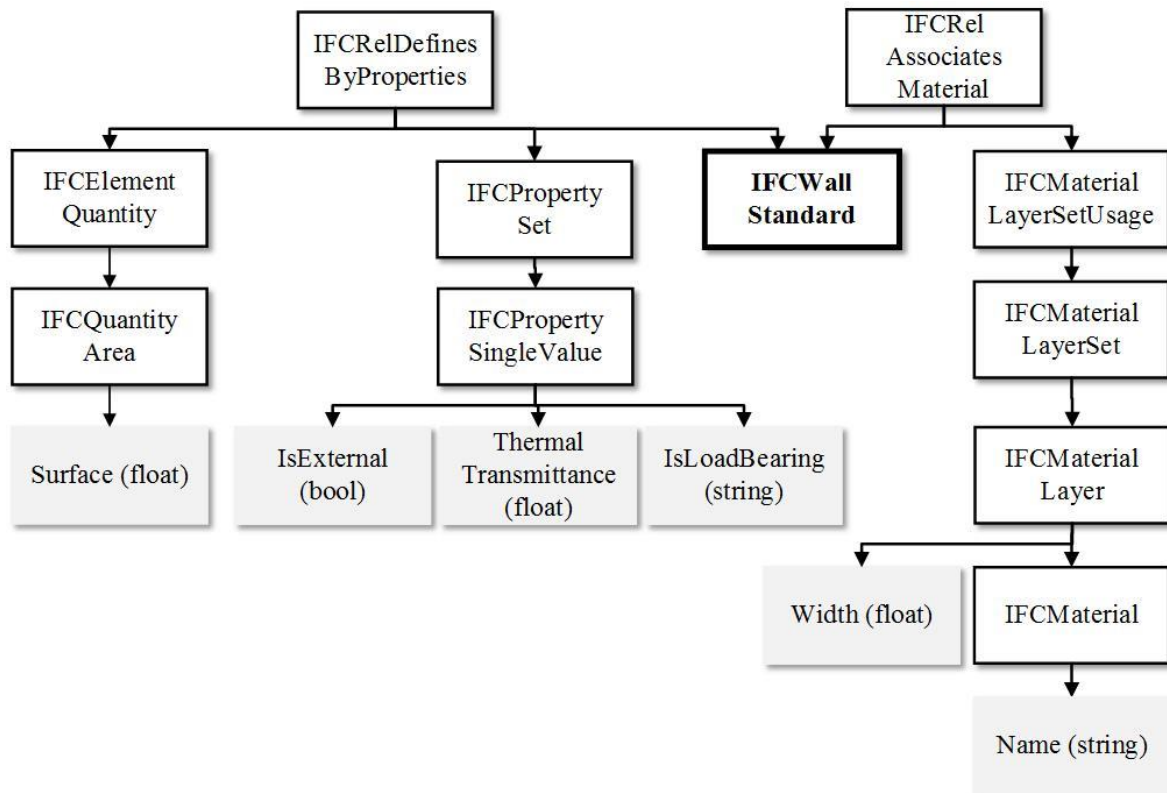 IFCRelDefines
ByProperties
IFCRel
Associates
Material
IFCElement
Quantity
IFCProperty
Set
IFCWall
Standard
IFCMaterial
LayerSetUsage
IFCQuantity
Area
IFCProperty
SingleValue
IFCMaterial
LayerSet
Surface (float)
IsExternal
(bool)
Thermal
Transmittance
(float)
IsLoadBearing
(string)
IFCMaterial
Layer
Width (float)
IFCMaterial
Name (string)